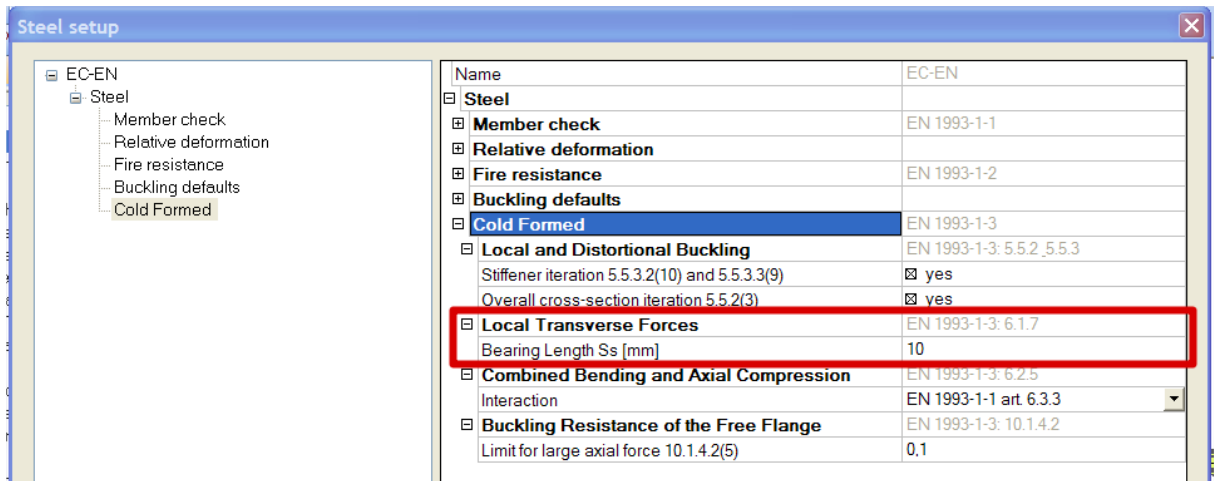 Steel setup
EC-EN
Steel
Member check
Relative deformation
Fire resistance
Buckling defaults
Cold Formed
Name EC-EN
Steel
Member check EN 1993-1-1
Relative deformation
Fire resistance EN 1993-1-2
Buckling defaults
Cold Formed EN 1993-1-3
Local and Distortional Buckling EN 1993-1-3: 5.5.2_5.5.3
Stiffener iteration 5.5.3.2(10) and 5.5.3.3(9) yes
Overall cross-section iteration 5.5.2(3) yes
Local Transverse Forces EN 1993-1-3: 6.1.7
Bearing Length Ss [mm] 10
Combined Bending and Axial Compression EN 1993-1-3: 6.2.5
Interaction EN 1993-1-1 art. 6.3.3
Buckling Resistance of the Free Flange EN 1993-1-3: 10.1.4.2
Limit for large axial force 10.1.4.2(5) 0,1